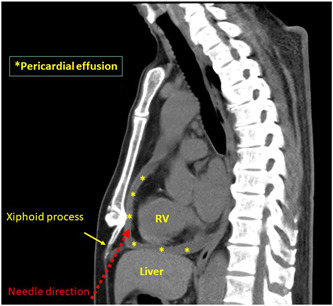 *Pericardial effusion
Xiphoid process
RV
Liver
Needle direction